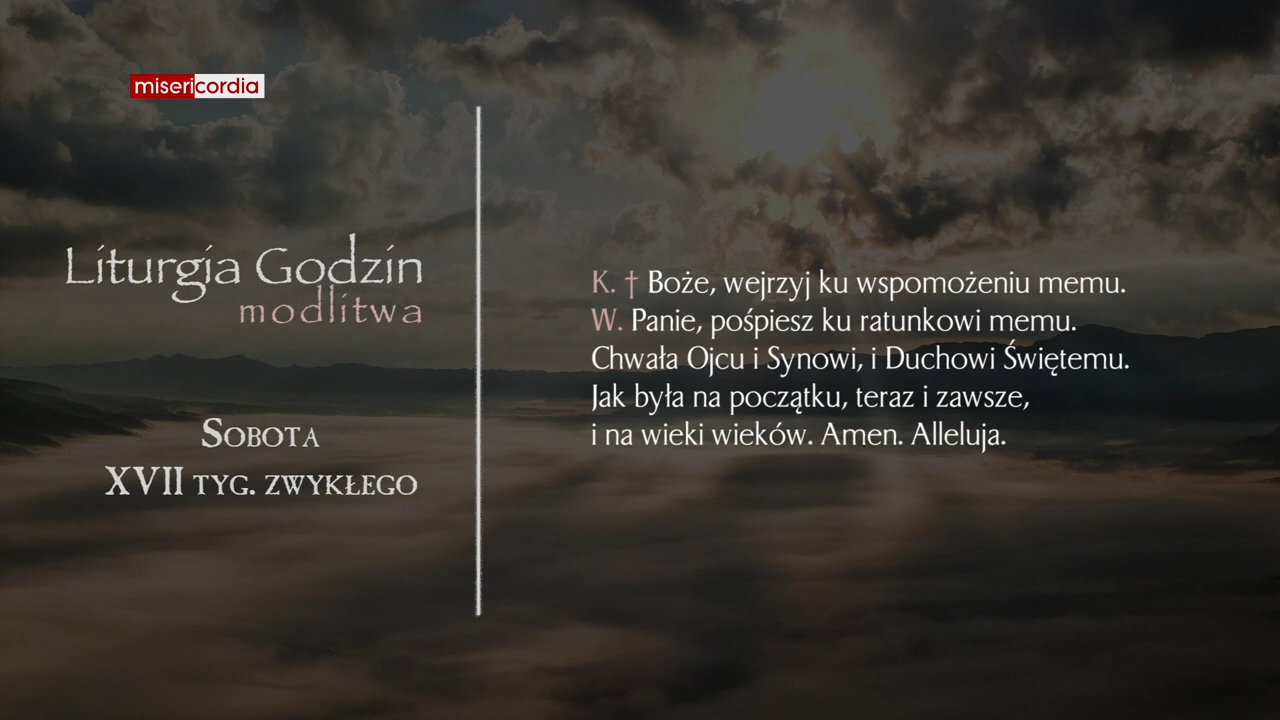 misericordia
Liturgia Godzin
modlitwa
Sobota
XVII tyg. zwykłego
K. † Boże, wejrzyj ku wspomożeniu memu.
W. Panie, pośpiesz ku ratunkowi memu.
Chwała Ojcu i Synowi, i Duchowi Świętemu.
Jak była na początku, teraz i zawsze,
i na wieki wieków. Amen. Alleluja.